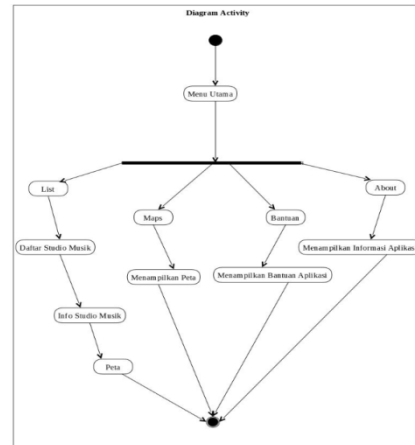 Diagram Activity
Menu Utama
List
Maps
Bantuan
About
Daftar Studio Musik
Menampilkan Peta
Menampilkan Bantuan Aplikasi
Menampilkan Informasi Aplikasi
Info Studio Musik
Peta